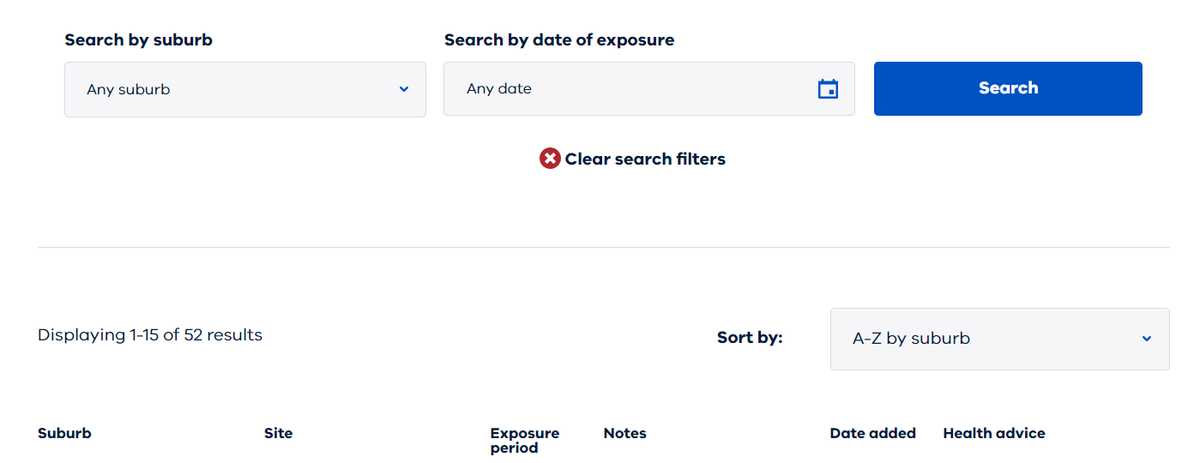 Search by suburb
Search by date of exposure
Any suburb
Any date
Search
Clear search filters
Displaying 1-15 of 52 results
Sort by:
A-Z by suburb
Suburb
Site
Exposure
period
Notes
Date added
Health advice